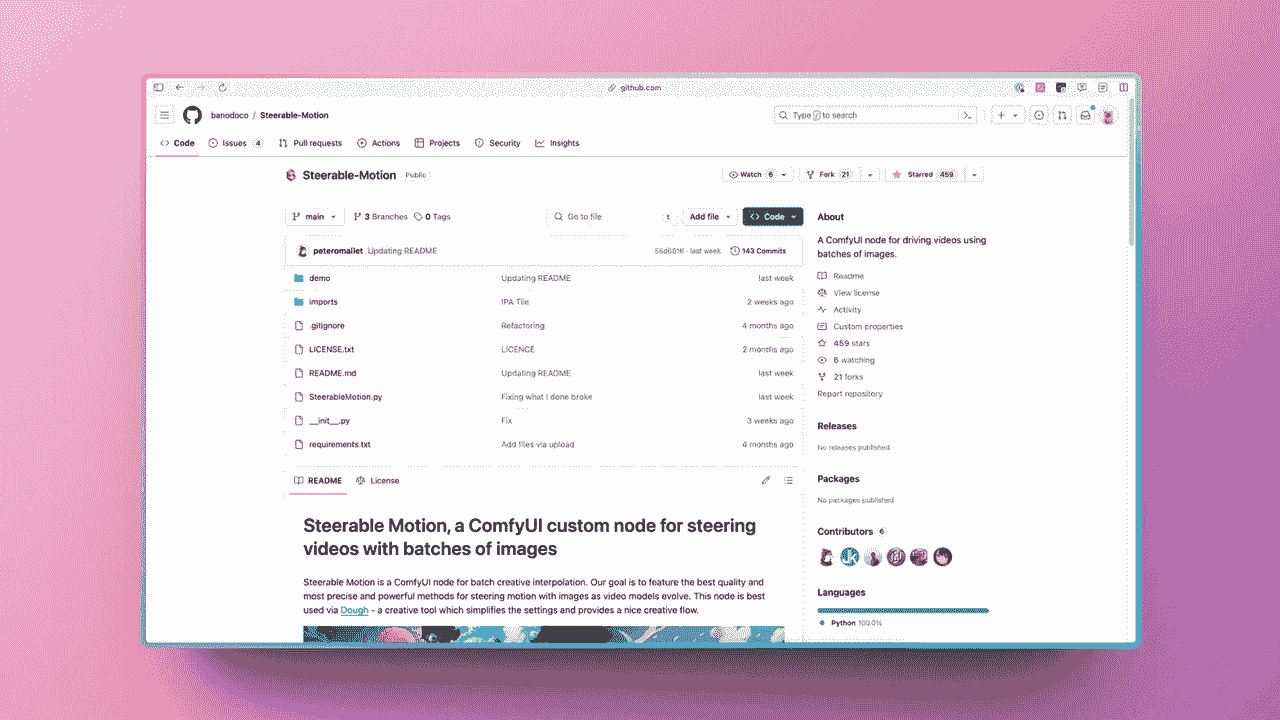 github.com
banodoco / Steerable-Motion
Type / to search
Code Issues 4 Pull requests Actions Projects Security Insights
Steerable-Motion Public
Watch 6 Fork 21 Starred 459
main 3 Branches 0 Tags Go to file t Add file Code
peteromallet Updating README last week 143 Commits
demo Updating README last week
imports IPA Tile 2 weeks ago
.gitignore Refactoring 4 months ago
LICENSE.txt LICENCE 2 months ago
README.md Updating README last week
SteerableMotion.py Fixing what I done broke last week
__init__.py Fix 3 weeks ago
requirements.txt Add files via upload 4 months ago
README License
Steerable Motion, a ComfyUI custom node for steering
videos with batches of images
Steerable Motion is a ComfyUI node for batch creative interpolation. Our goal is to feature the best quality and
most precise and powerful methods for steering motion with images as video models evolve. This node is best
used via Dough - a creative tool which simplifies the settings and provides a nice creative flow.
About
A ComfyUI node for driving videos using
batches of images.
Readme
View license
Activity
Custom properties
459 stars
6 watching
21 forks
Report repository
Releases
No releases published
Packages
No packages published
Contributors 6
Languages
Python 100.0%